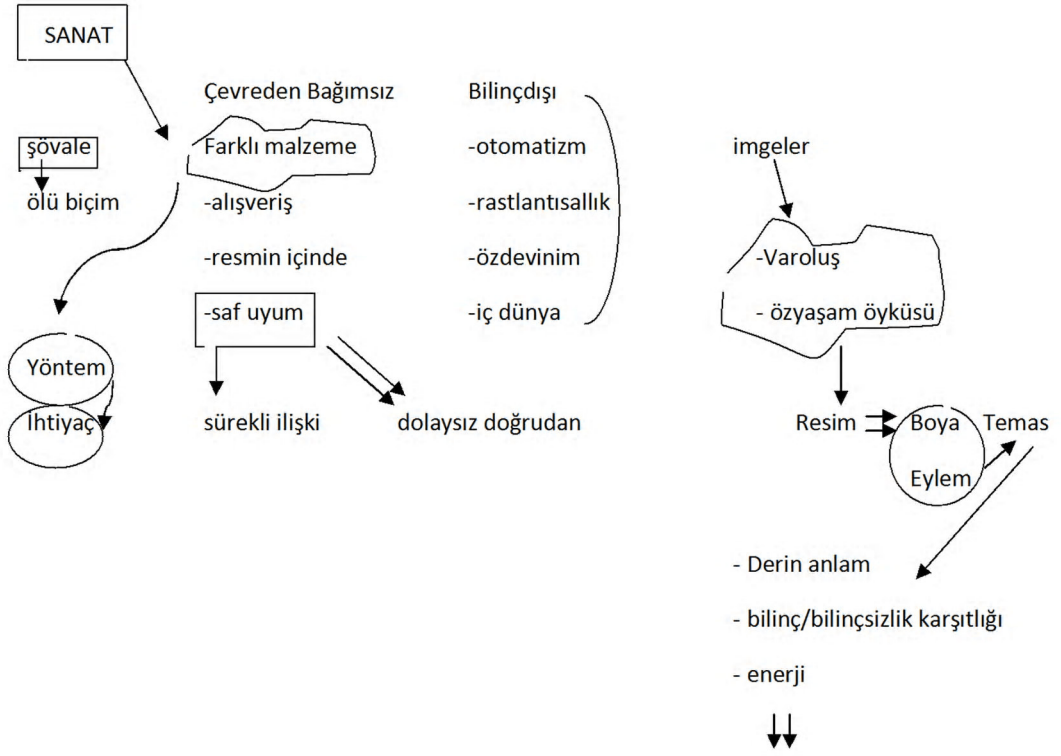 SANAT
Çevreden Bağımsız
Bilinçdışı
şövale
Farklı malzeme
-otomatizm
imgeler
ölü biçim
-alışveriş
-rastlantısallık
-resmin içinde
-özdevinim
-Varoluş
-saf uyum
-iç dünya
- özyaşam öyküsü
Yöntem
İhtiyaç
sürekli ilişki
dolaysız doğrudan
Resim
Boya
Temas
Eylem
- Derin anlam
- bilinç/bilinçsizlik karşıtlığı
- enerji